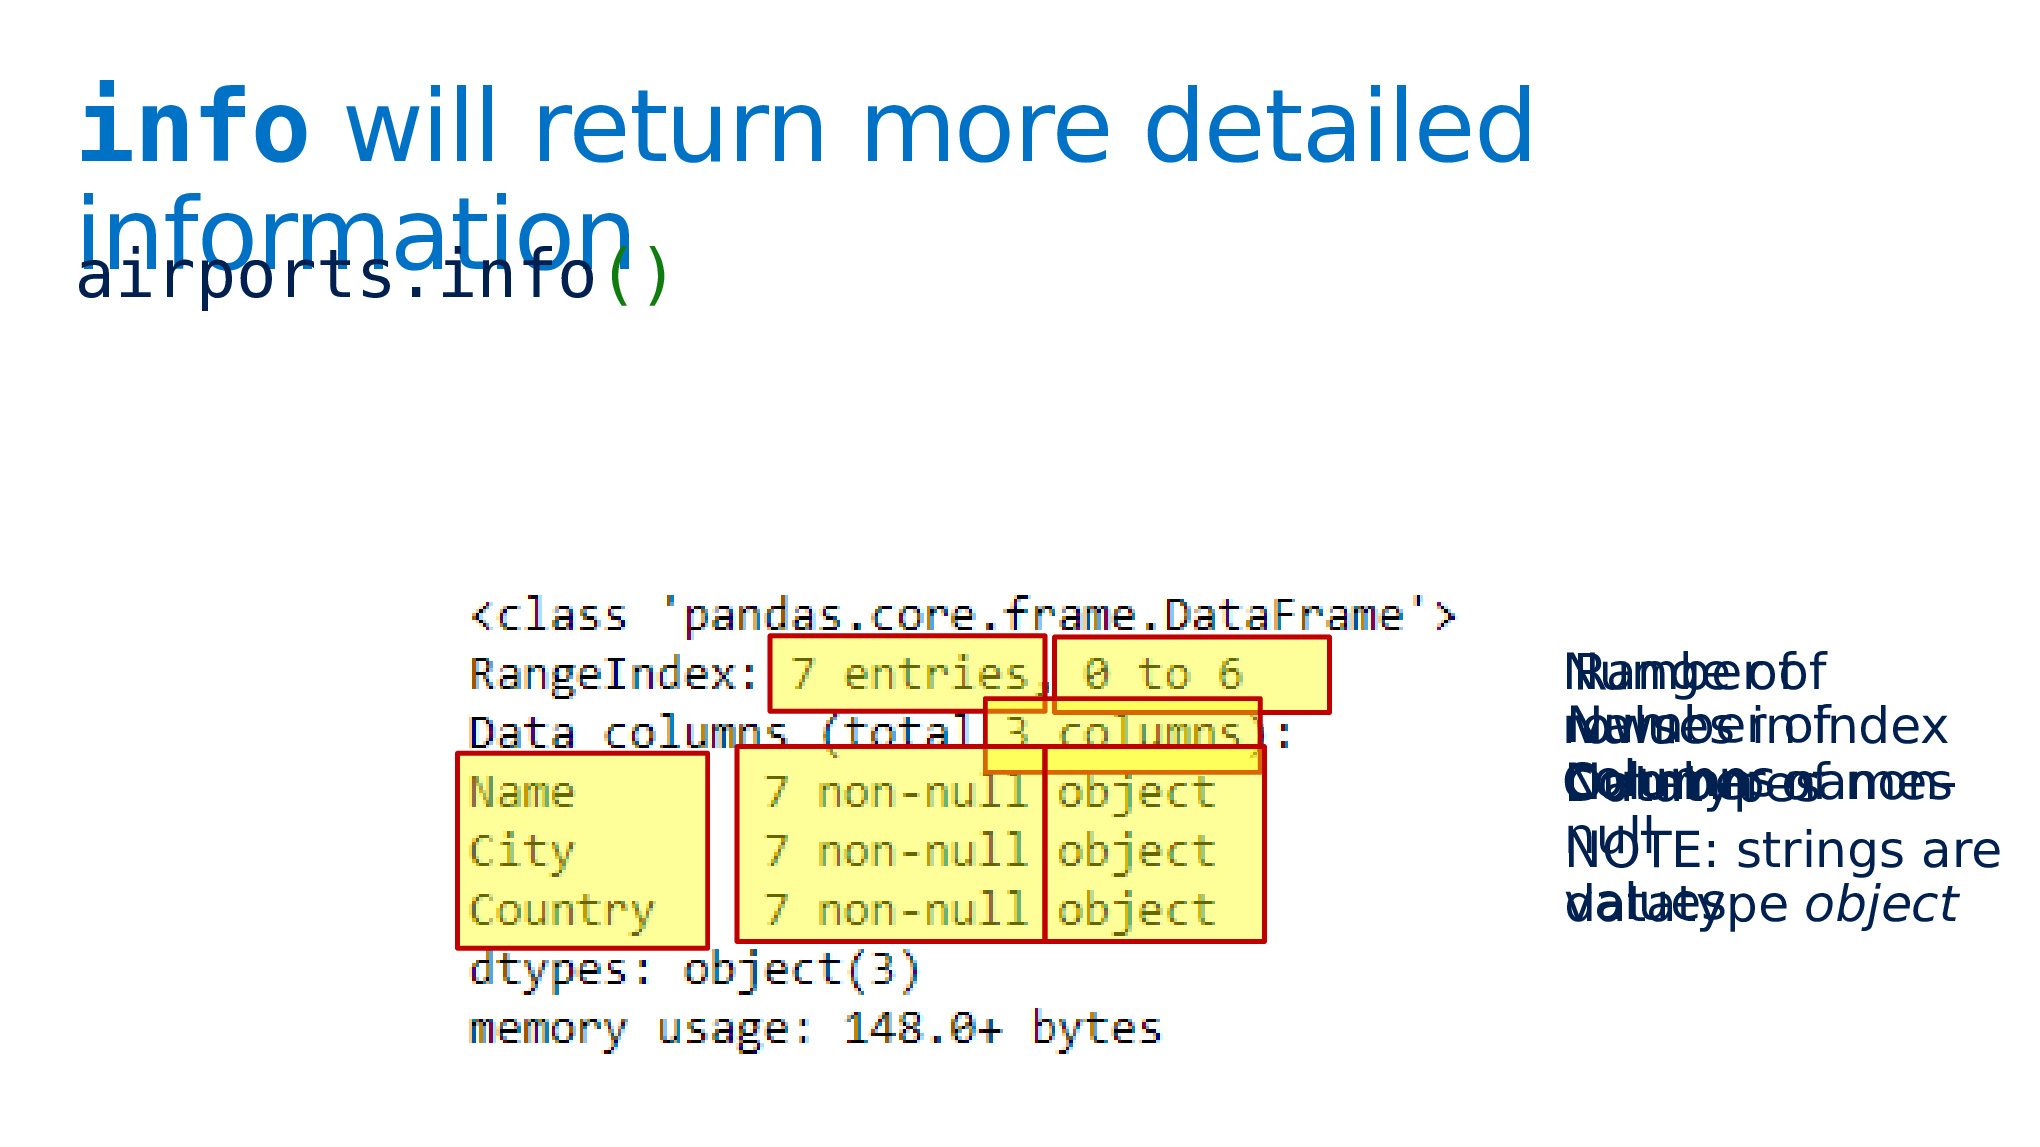 info will return more detailed
information
airports.info()
<class 'pandas.core.frame.DataFrame'>
RangeIndex: 7 entries, 0 to 6
Data columns (total 3 columns):
Name 7 non-null object
City 7 non-null object
Country 7 non-null object
dtypes: object(3)
memory usage: 148.0+ bytes
Number of
rows
Range of
values in index
Number of
columns
Column names
Number of non-
null
values
Datatypes
NOTE: strings are
datatype object